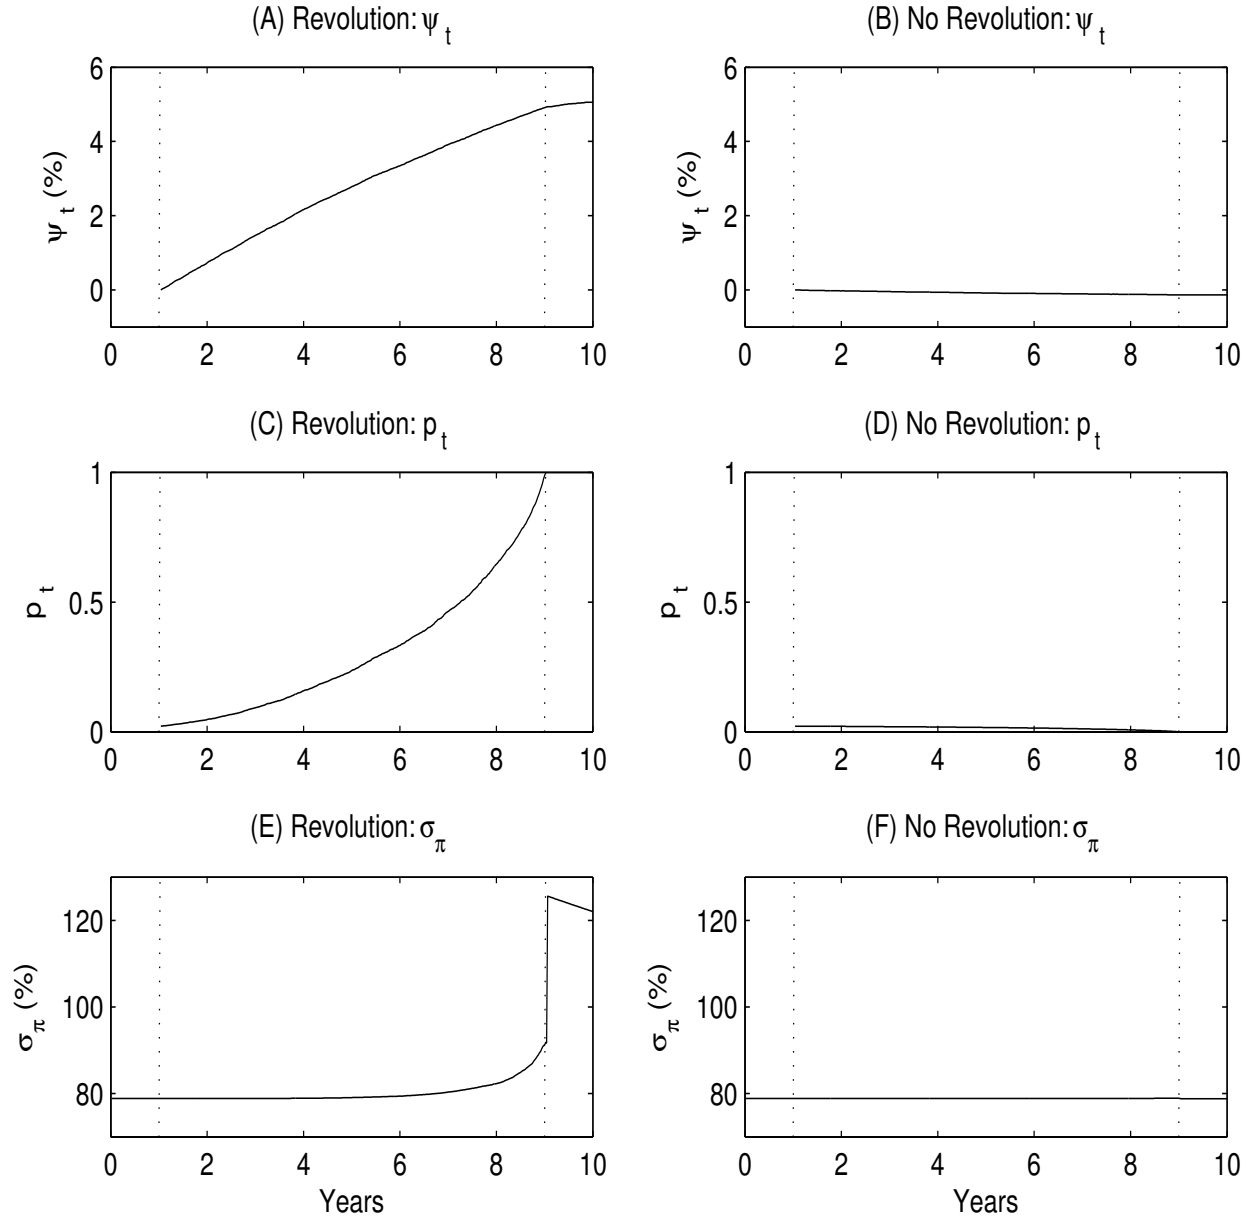 (A) Revolution: ψ t
(B) No Revolution: ψ t
6
4
2
0
ψ t (%)
0 2 4 6 8 10
6
4
2
0
ψ t (%)
0 2 4 6 8 10
(C) Revolution: p t
(D) No Revolution: p t
1
0.5
0
p t
0 2 4 6 8 10
1
0.5
0
p t
0 2 4 6 8 10
(E) Revolution: σ π
(F) No Revolution: σ π
120
100
80
σ π (%)
0 2 4 6 8 10
Years
120
100
80
σ π (%)
0 2 4 6 8 10
Years